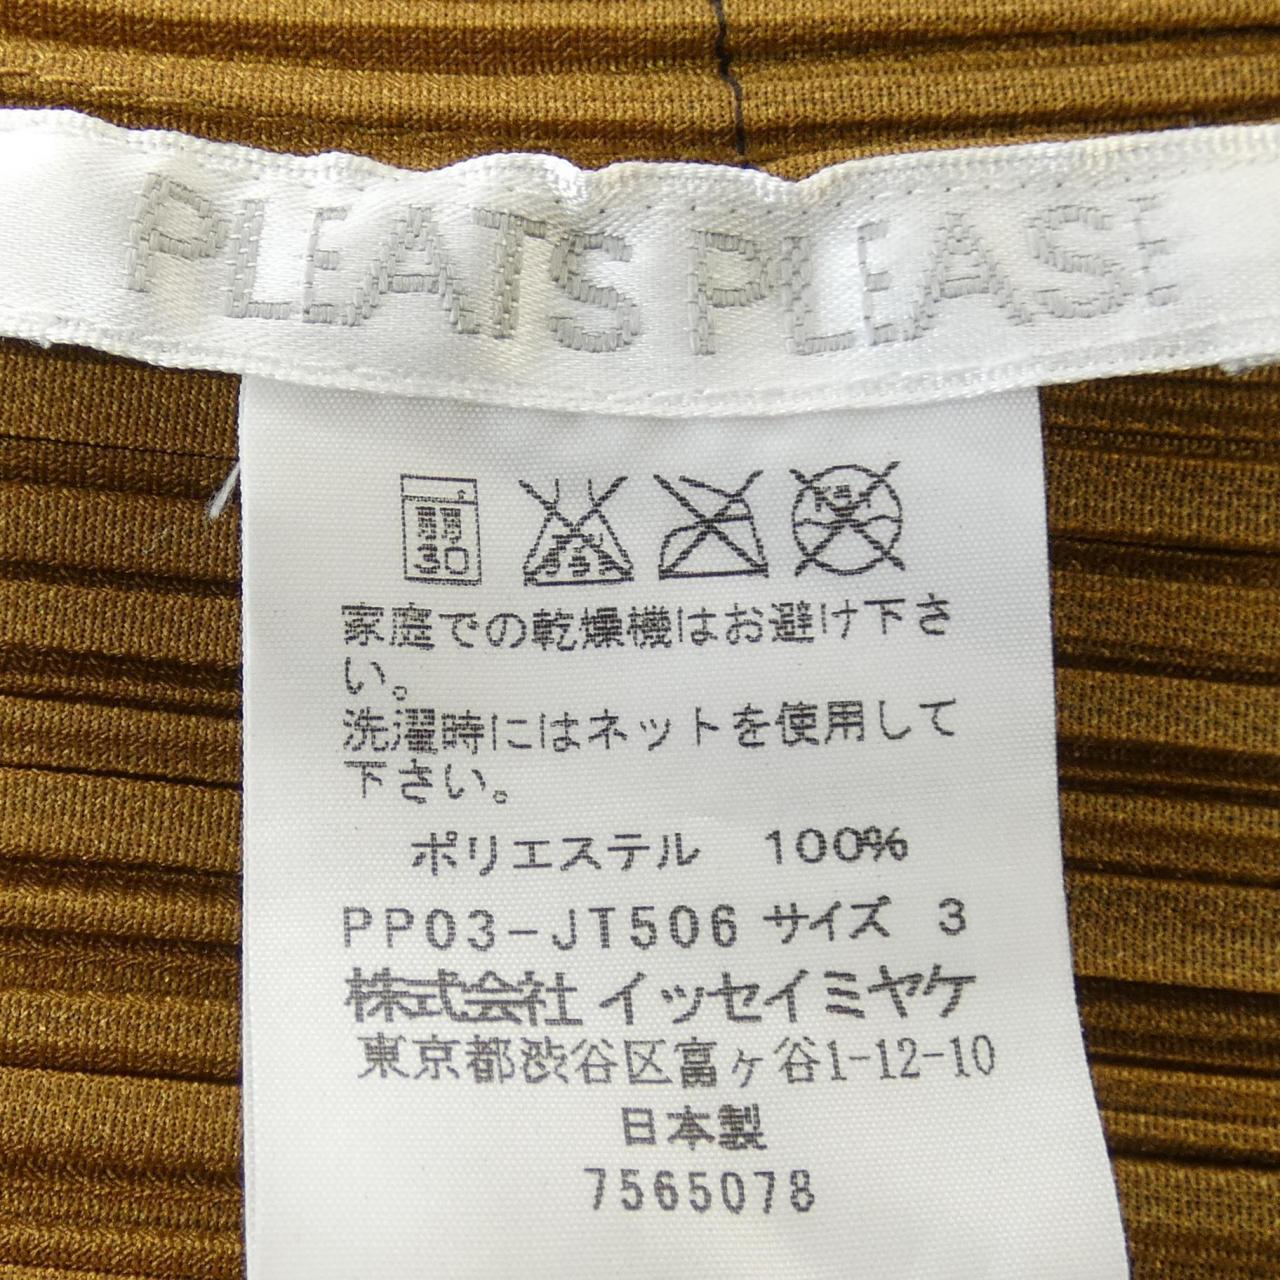 PLEATS PLEASE
弱
30
家庭での乾燥機はお避け下さ
い。
洗濯時にはネットを使用して
下さい。
ポリエステル 100%
PP03-JT506 サイズ 3
株式会社 イッセイミヤケ
東京都渋谷区富ヶ谷1-12-10
日本製
7565078